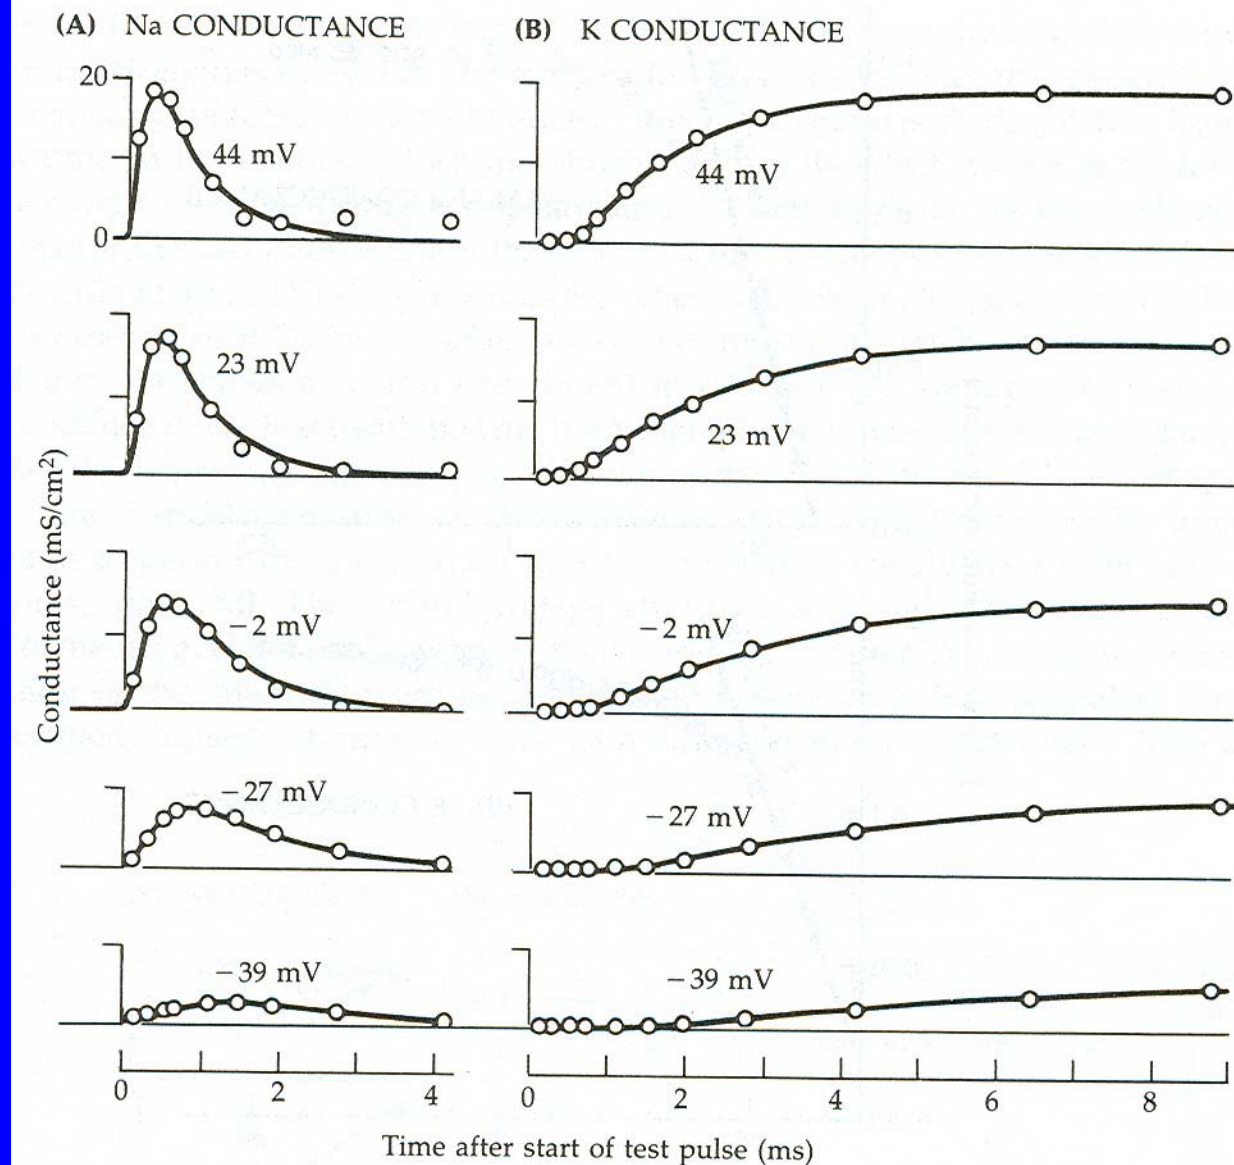 (A) Na CONDUCTANCE
(B) K CONDUCTANCE
20
0
44 mV
44 mV
23 mV
23 mV
−2 mV
−2 mV
−27 mV
−27 mV
−39 mV
−39 mV
Conductance (mS/cm²)
0 2 4
0 2 4 6 8
Time after start of test pulse (ms)